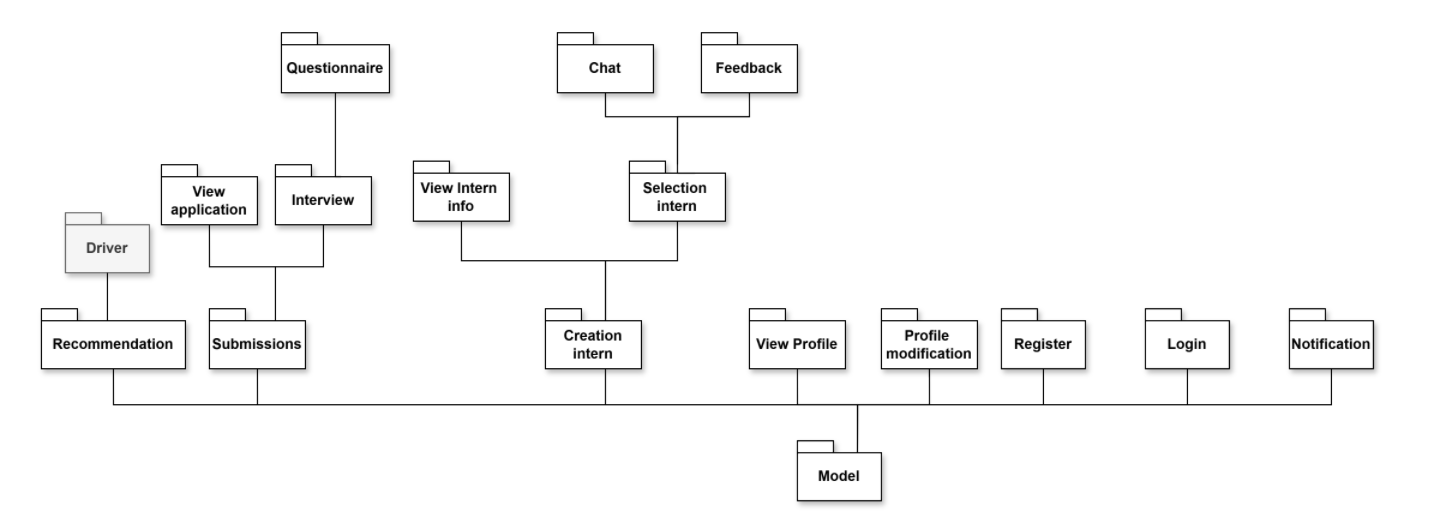 Questionnaire
Chat
Feedback
View
application
Interview
View Intern
info
Selection
intern
Driver
Recommendation
Submissions
Creation
intern
View Profile
Profile
modification
Register
Login
Notification
Model